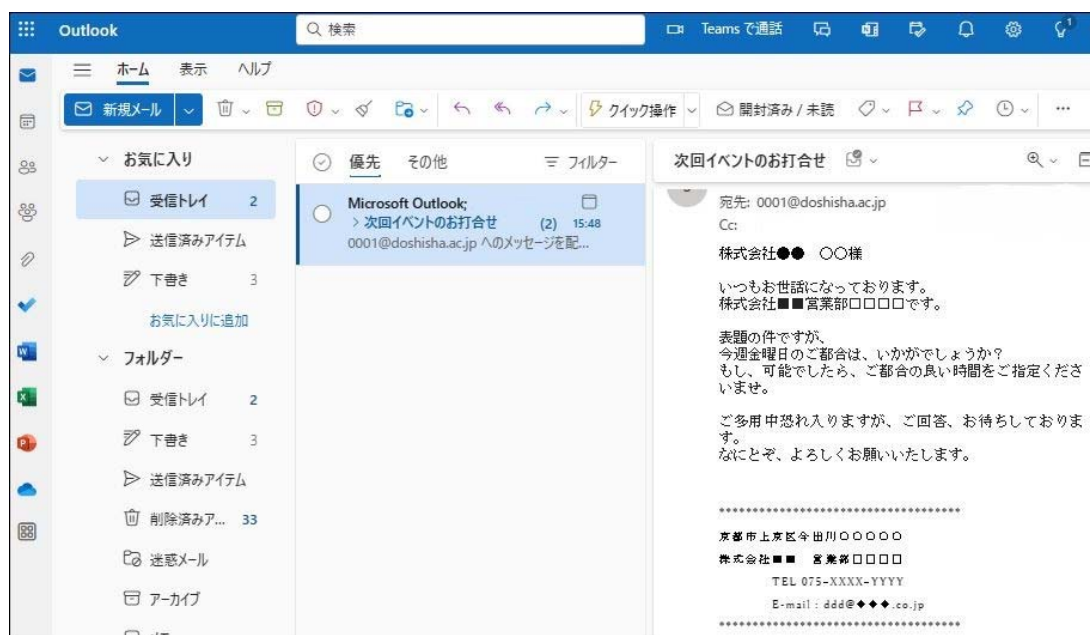 Outlook
検索
Teams で通話
1
ホーム 表示 ヘルプ
新規メール
クイック操作
開封済み / 未読
お気に入り
受信トレイ 2
送信済みアイテム
下書き 3
お気に入りに追加
フォルダー
受信トレイ 2
下書き 3
送信済みアイテム
削除済みア... 33
迷惑メール
アーカイブ
優先 その他 フィルター
Microsoft Outlook;
次回イベントのお打合せ (2) 15:48
0001@doshisha.ac.jp へのメッセージを配...
次回イベントのお打合せ
宛先: 0001@doshisha.ac.jp
Cc:
株式会社●● 〇〇様
いつもお世話になっております。
株式会社■■営業部□□□□です。
表題の件ですが、
今週金曜日のご都合は、いかがでしょうか?
もし、可能でしたら、ご都合の良い時間をご指定くださ
いませ。
ご多用中恐れ入りますが、ご回答、お待ちしておりま
す。
なにとぞ、よろしくお願いいたします。
************************************
京都市上京区今出川〇〇〇〇〇
株式会社■■ 営業部□□□□
TEL 075-XXXX-YYYY
E-mail : ddd@◆◆◆.co.jp
************************************